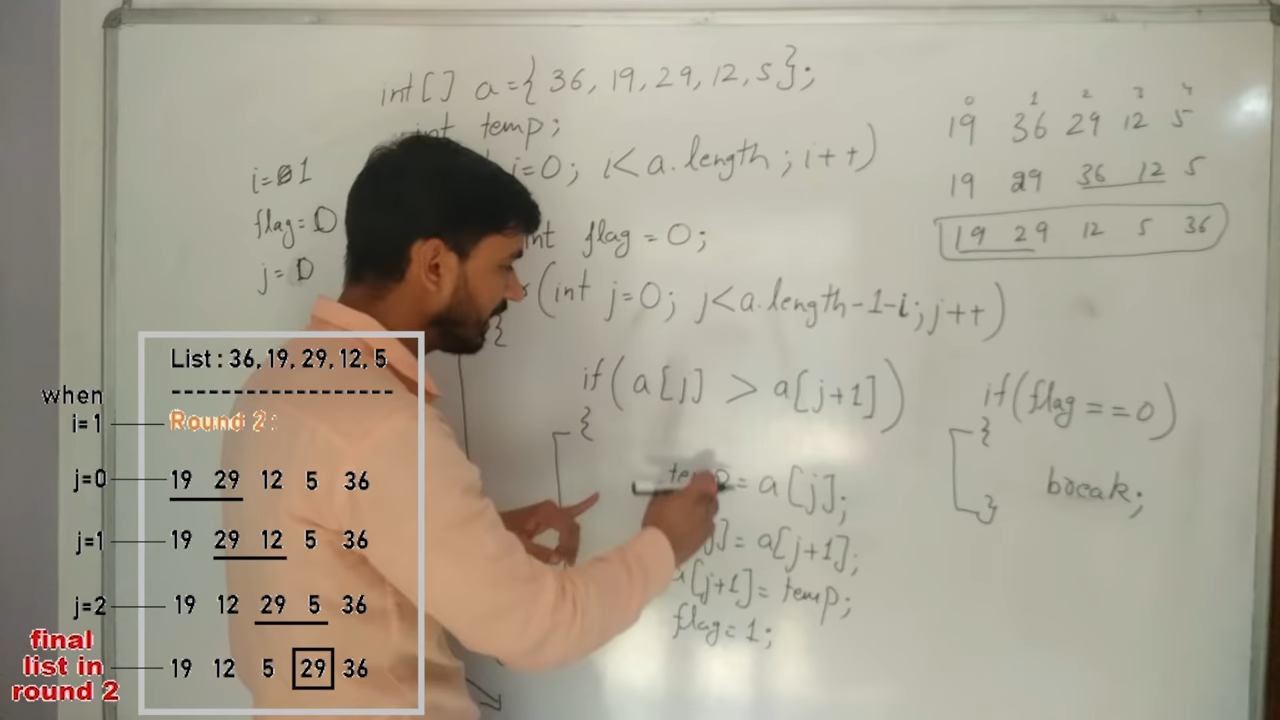 int[] a={36, 19, 29, 12, 5};
int temp;
i=0; i<a.length; i++)
int flag = 0;
(int j=0; j<a.length-1-i; j++)
{
if(a[j] > a[j+1])
{
= a[j];
j] = a[j+1];
a[j+1] = temp;
flag = 1;
if(flag==0)
{
break;
}
i=0 1
flag=0
j=0
0 1 2 3 4
19 36 29 12 5
19 29 36 12 5
19 29 12 5 36
List : 36, 19, 29, 12, 5
--------------------
when
i=1
Round 2 :
j=0 19 29 12 5 36
j=1 19 29 12 5 36
j=2 19 12 29 5 36
final
list in
round 2
19 12 5 29 36